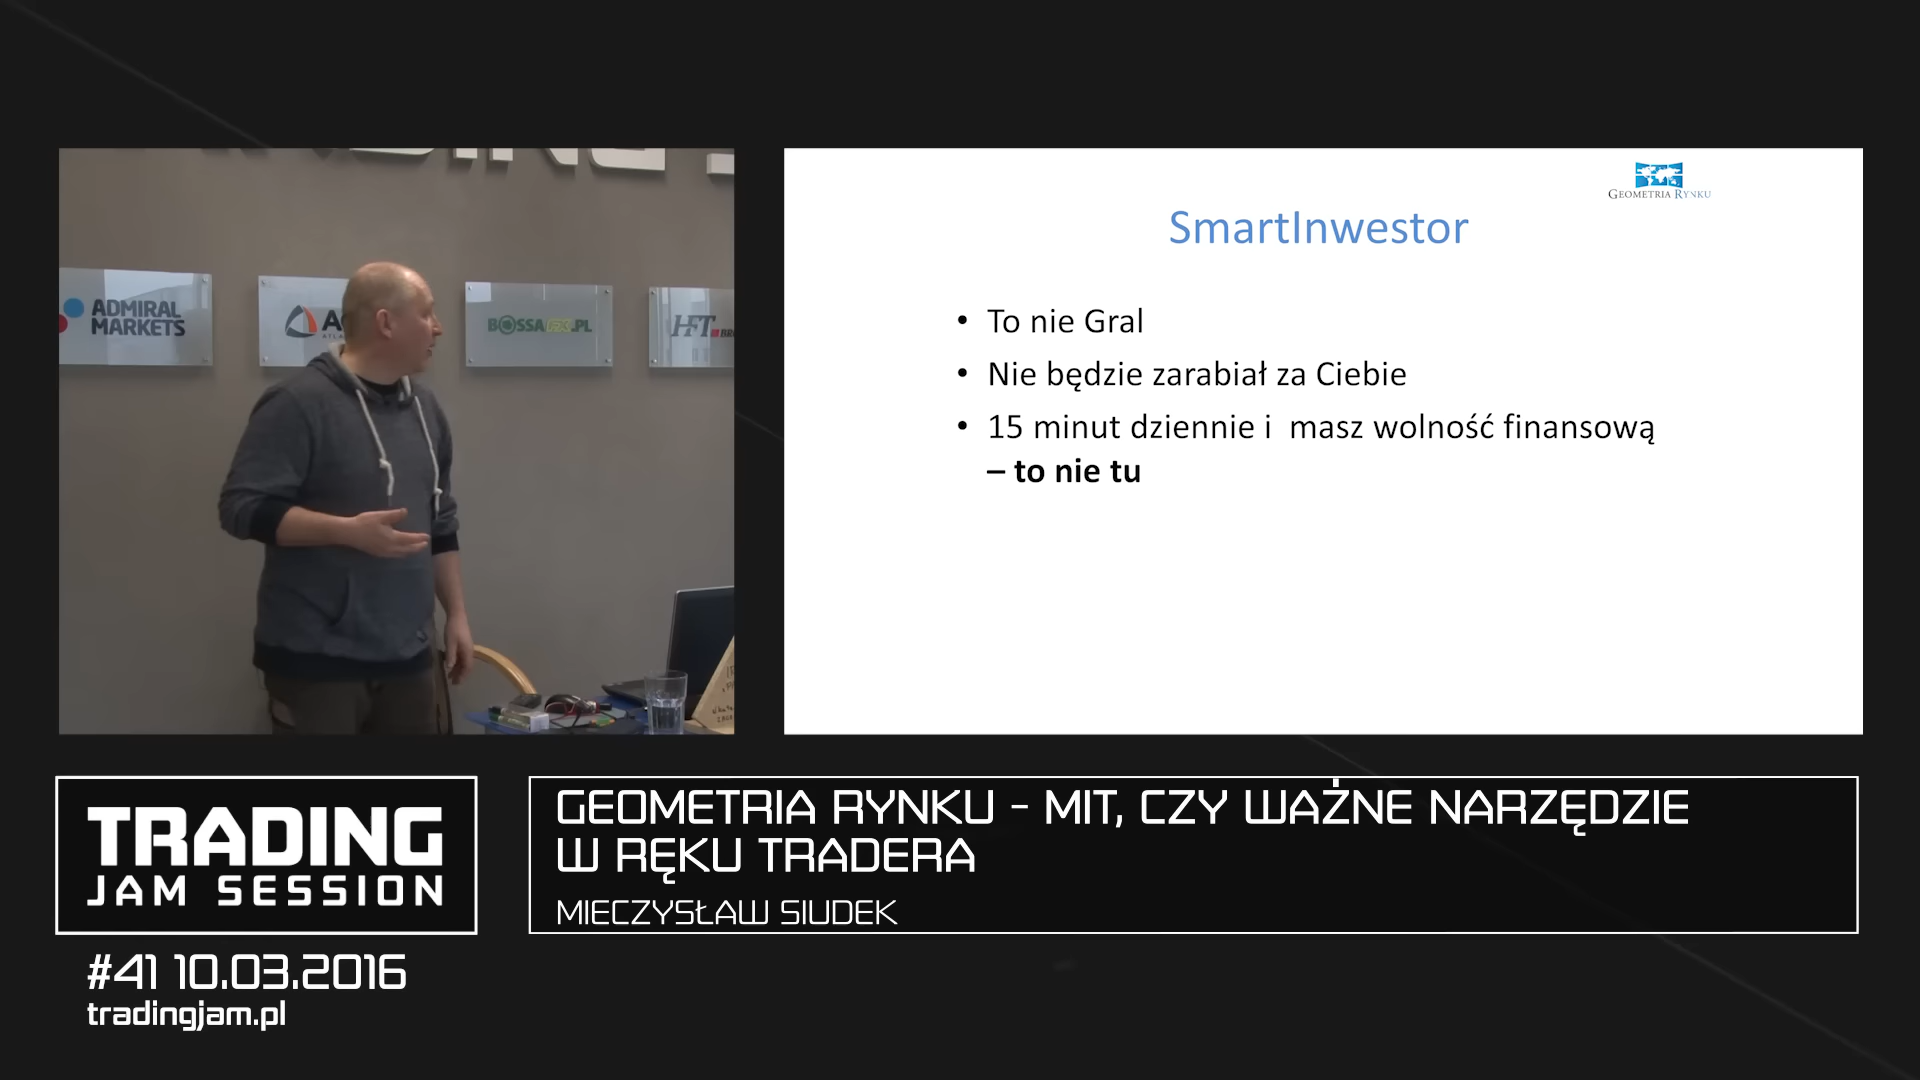 ADMIRAL
MARKETS
BOSSAFX.PL
HFT
GEOMETRIA RYNKU
SmartInwestor
• To nie Gral
• Nie będzie zarabiał za Ciebie
• 15 minut dziennie i masz wolność finansową
– to nie tu
TRADING
JAM SESSION
GEOMETRIA RYNKU - MIT, CZY WAŻNE NARZĘDZIE
W RĘKU TRADERA
MIECZYSŁAW SIUDEK
#41 10.03.2016
tradingjam.pl